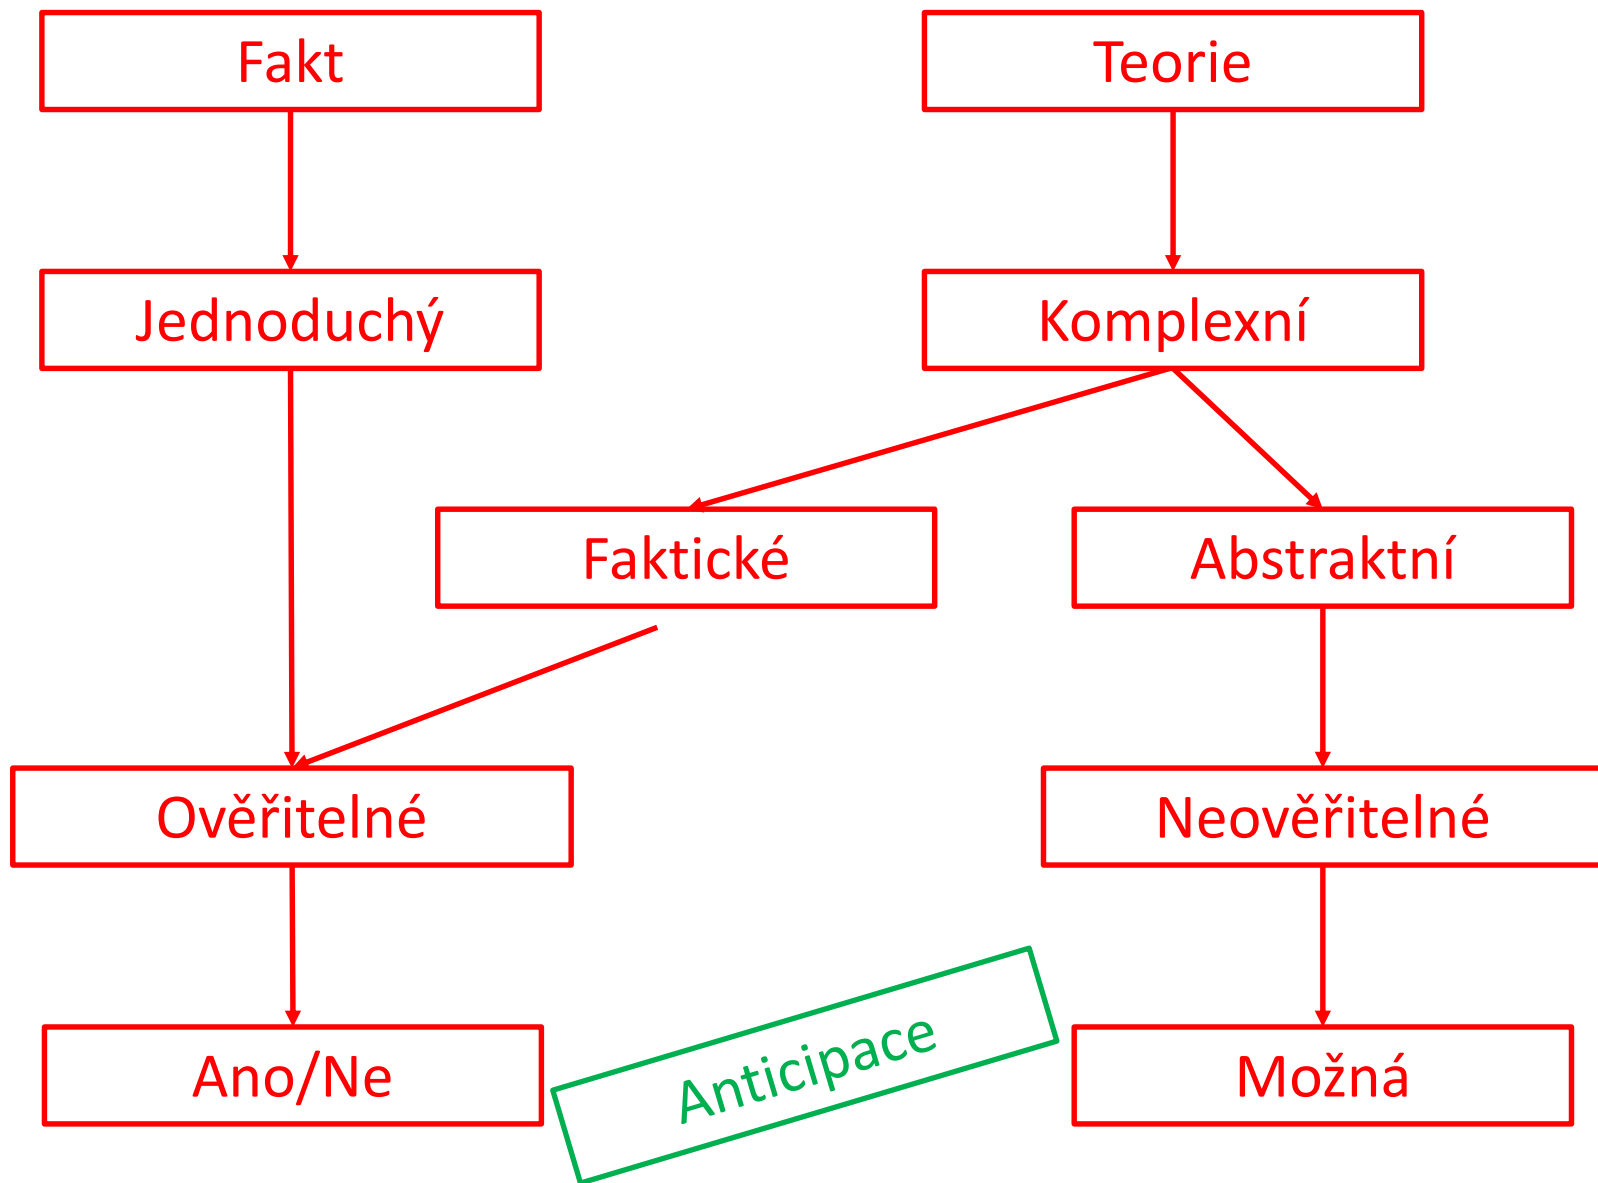 Fakt
Teorie
Jednoduchý
Komplexní
Faktické
Abstraktní
Ověřitelné
Neověřitelné
Ano/Ne
Anticipace
Možná